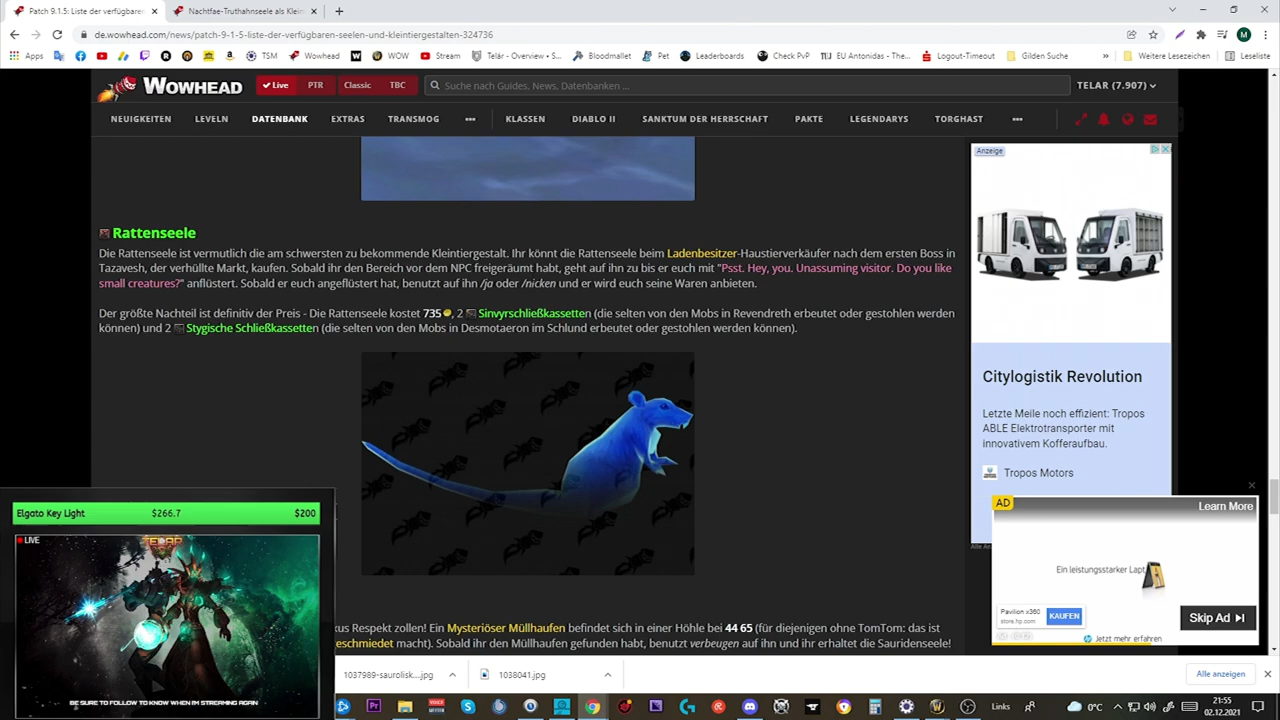 Patch 9.1.5: Liste der verfügbaren
Nachtfae-Truthahnseele als Klein
de.wowhead.com/news/patch-9-1-5-liste-der-verfügbaren-seelen-und-kleintiergestalten-324736
Apps
TSM
Wowhead
WOW
Stream
Telár - Overview - S...
Bloodmallet
Pet
Leaderboards
Check PvP
EU Antonidas - The...
Logout-Timeout
Gilden Suche
»
Weitere Lesezeichen
Leseliste
WOWHEAD
Live
PTR
Classic
TBC
Suche nach Guides, News, Datenbanken ...
TELAR (7.907)
NEUIGKEITEN
LEVELN
DATENBANK
EXTRAS
TRANSMOG
KLASSEN
DIABLO II
SANKTUM DER HERRSCHAFT
PAKTE
LEGENDARYS
TORGHAST
Rattenseele
Die Rattenseele ist vermutlich die am schwersten zu bekommende Kleintiergestalt. Ihr könnt die Rattenseele beim Ladenbesitzer-Haustierverkäufer nach dem ersten Boss in
Tazavesh, der verhüllte Markt, kaufen. Sobald ihr den Bereich vor dem NPC freigeräumt habt, geht auf ihn zu bis er euch mit "Psst. Hey, you. Unassuming visitor. Do you like
small creatures?" anflüstert. Sobald er euch angeflüstert hat, benutzt auf ihn /ja oder /nicken und er wird euch seine Waren anbieten.
Der größte Nachteil ist definitiv der Preis - Die Rattenseele kostet 735, 2 Sinvyrschließkassetten (die selten von den Mobs in Revendreth erbeutet oder gestohlen werden
können) und 2 Stygische Schließkassetten (die selten von den Mobs in Desmotaeron im Schlund erbeutet oder gestohlen werden können).
zollen! Ein Mysteriöser Müllhaufen befindet sich in einer Höhle bei 44 65 (für diejenigen ohne TomTom: das ist
eschmiedet macht), Sobald ihr den Müllhaufen gefunden habt, benutzt verbeugen auf ihn und ihr erhaltet die Sauridenseele!
Anzeige
Citylogistik Revolution
Letzte Meile noch effizient: Tropos
ABLE Elektrotransporter mit
innovativem Kofferaufbau.
Tropos Motors
AD
Learn More
Ein leistungsstarker Lapt
Pavilion x360
store.hp.com
KAUFEN
Skip Ad
Jetzt mehr erfahren
Elgato Key Light
$266.7
$200
LIVE
TELAR
BE SURE TO FOLLOW TO KNOW WHEN I'M STREAMING AGAIN
1037989-saurolisk....jpg
1038041.jpg
Alle anzeigen
Links
0°C
21:55
02.12.2021